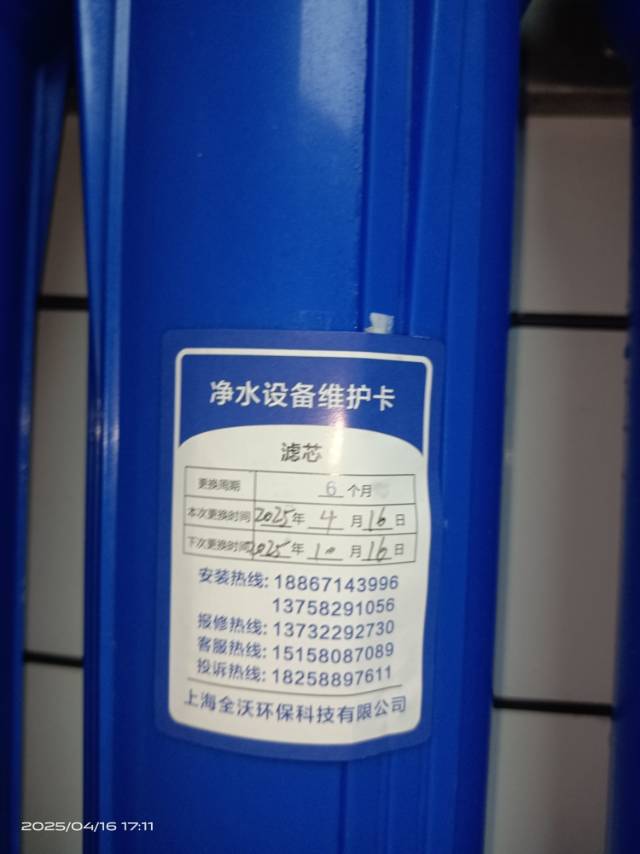 净水设备维护卡
滤芯
更换周期 6 个月
本次更换时间 2025 年 4 月 16 日
下次更换时间 2025 年 10 月 16 日
安装热线: 18867143996
13758291056
报修热线: 13732292730
客服热线: 15158087089
投诉热线: 18258897611
上海全沃环保科技有限公司
2025/04/16 17:11